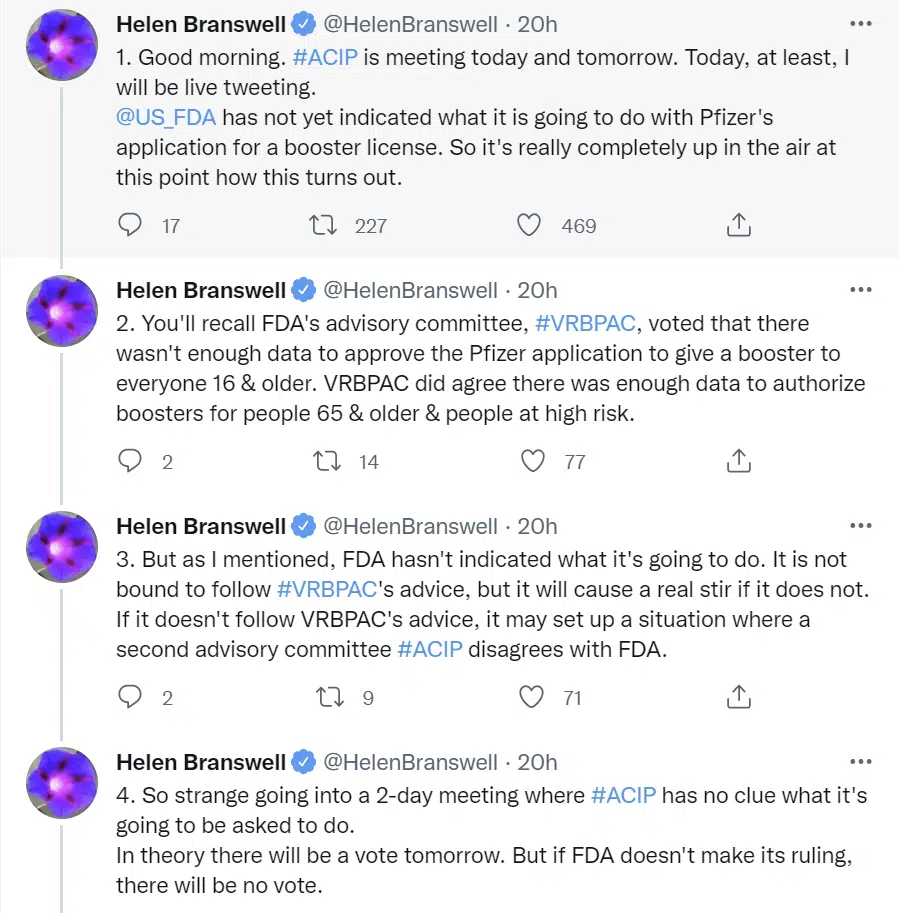 Helen Branswell @HelenBranswell · 20h
1. Good morning. #ACIP is meeting today and tomorrow. Today, at least, I
will be live tweeting.
@US_FDA has not yet indicated what it is going to do with Pfizer's
application for a booster license. So it's really completely up in the air at
this point how this turns out.
17 227 469
Helen Branswell @HelenBranswell · 20h
2. You'll recall FDA's advisory committee, #VRBPAC, voted that there
wasn't enough data to approve the Pfizer application to give a booster to
everyone 16 & older. VRBPAC did agree there was enough data to authorize
boosters for people 65 & older & people at high risk.
2 14 77
Helen Branswell @HelenBranswell · 20h
3. But as I mentioned, FDA hasn't indicated what it's going to do. It is not
bound to follow #VRBPAC's advice, but it will cause a real stir if it does not.
If it doesn't follow VRBPAC's advice, it may set up a situation where a
second advisory committee #ACIP disagrees with FDA.
2 9 71
Helen Branswell @HelenBranswell · 20h
4. So strange going into a 2-day meeting where #ACIP has no clue what it's
going to be asked to do.
In theory there will be a vote tomorrow. But if FDA doesn't make its ruling,
there will be no vote.